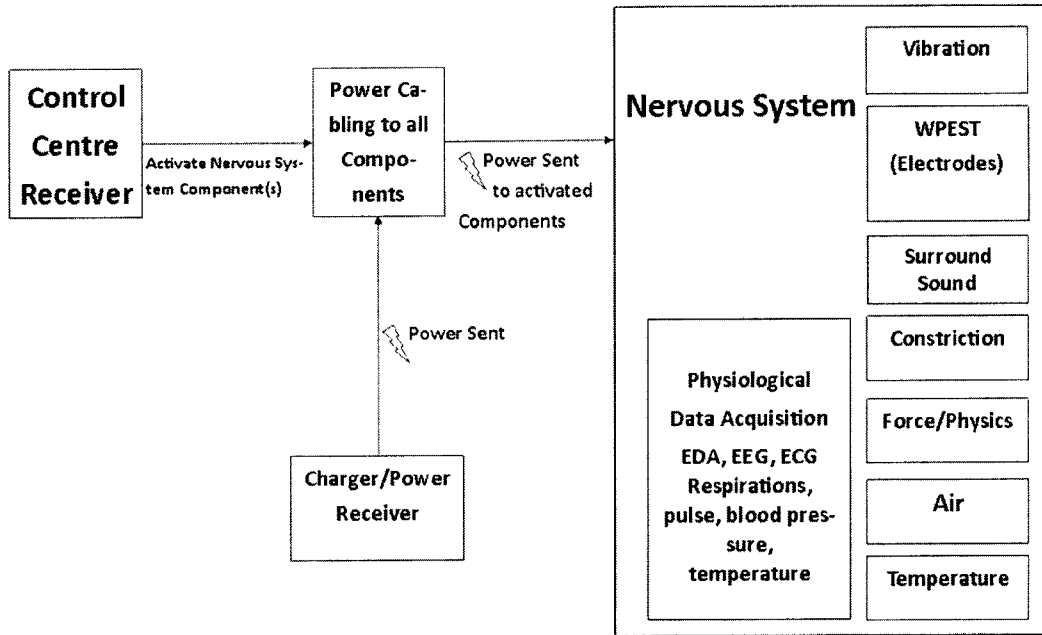 Control
Centre
Receiver
Activate Nervous Sys-
tem Component(s)
Power Ca-
bling to all
Compo-
nents
Power Sent
to activated
Components
Power Sent
Charger/Power
Receiver
Nervous System
Physiological
Data Acquisition
EDA, EEG, ECG
Respirations,
pulse, blood pres-
sure,
temperature
Vibration
WPEST
(Electrodes)
Surround
Sound
Constriction
Force/Physics
Air
Temperature